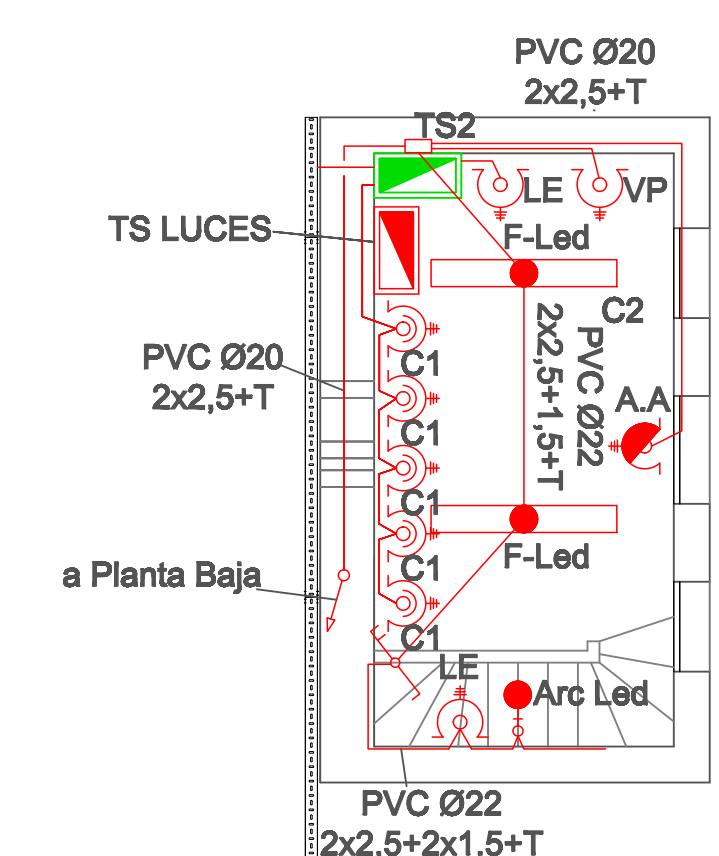 PVC Ø20
2x2,5+T
TS2
LE
VP
TS LUCES
F-Led
C2
PVC Ø22
2x2,5+1,5+T
PVC Ø20
2x2,5+T
C1
A.A
C1
C1
F-Led
C1
a Planta Baja
C1
LE
Arc Led
PVC Ø22
2x2,5+2x1,5+T